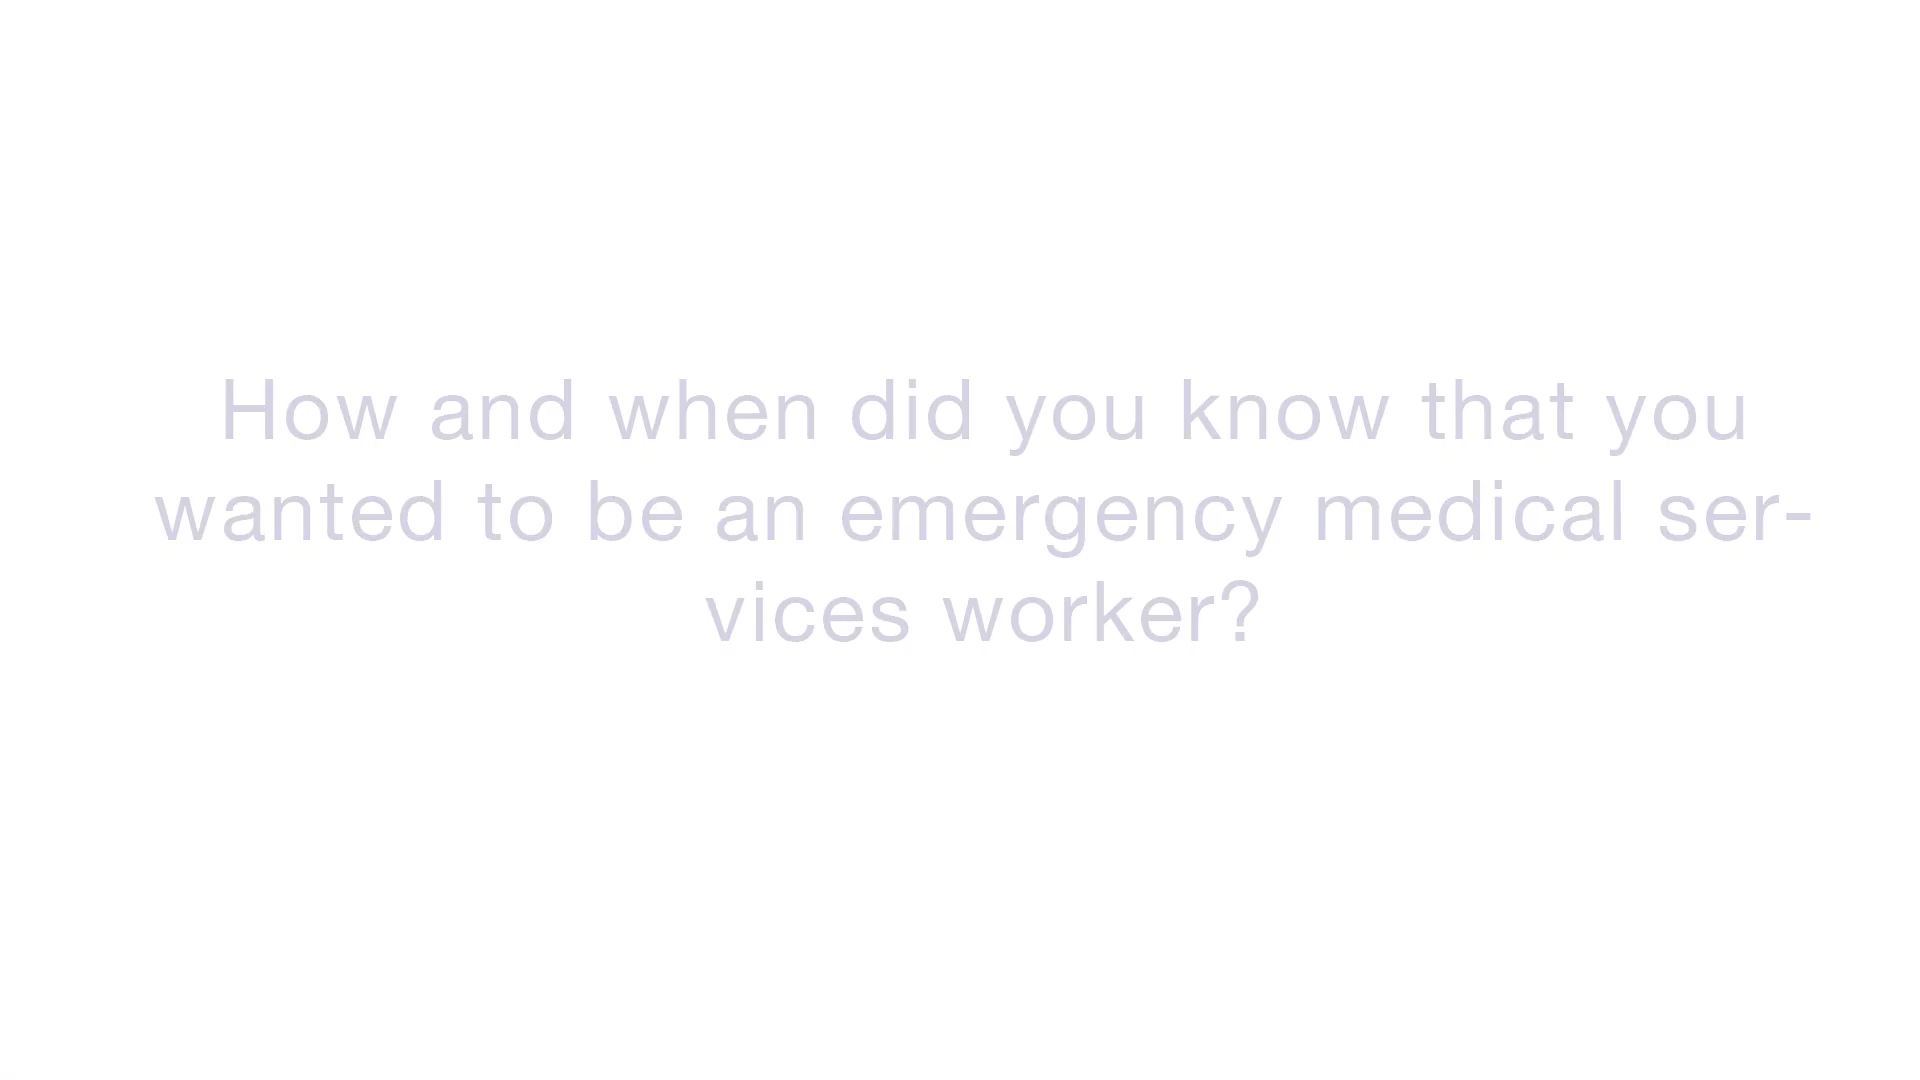 How and when did you know that you
wanted to be an emergency medical ser-
vices worker?